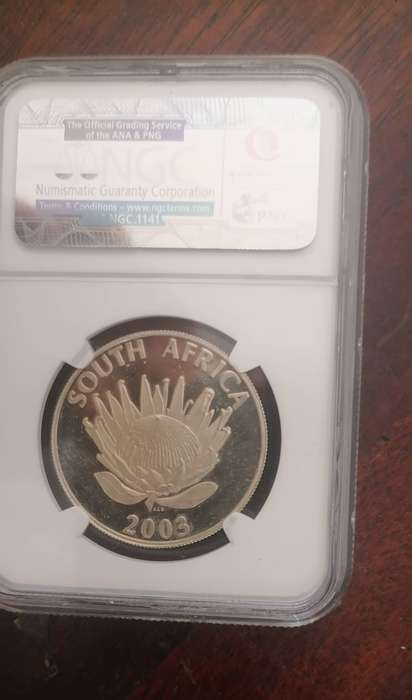 The Official Grading Service
of the ANA & PNG
NGC
Numismatic Guaranty Corporation
Terms & Conditions – www.ngcterms.com
NGC.1141
SOUTH AFRICA
ALS
2003